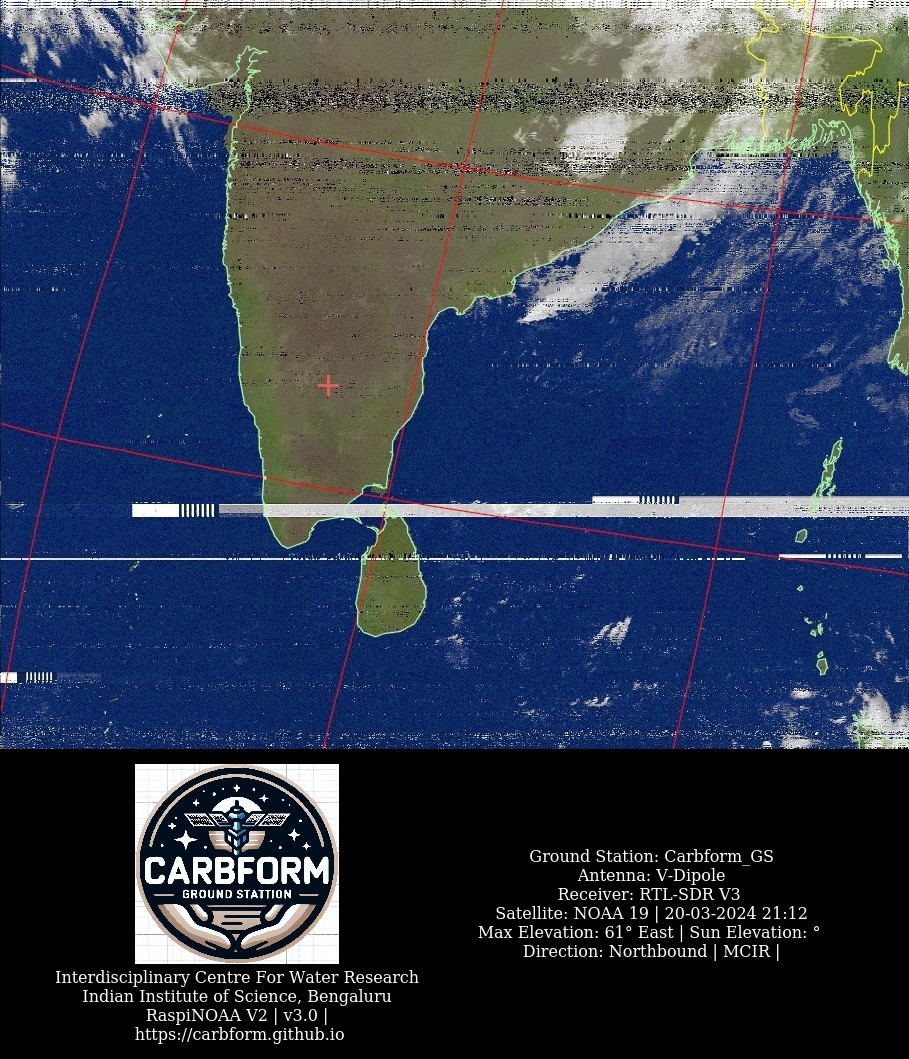 CARBFORM
GROUND STATTION
Interdisciplinary Centre For Water Research
Indian Institute of Science, Bengaluru
RaspiNOAA V2 | v3.0 |
https://carbform.github.io
Ground Station: Carbform_GS
Antenna: V-Dipole
Receiver: RTL-SDR V3
Satellite: NOAA 19 | 20-03-2024 21:12
Max Elevation: 61° East | Sun Elevation: °
Direction: Northbound | MCIR |